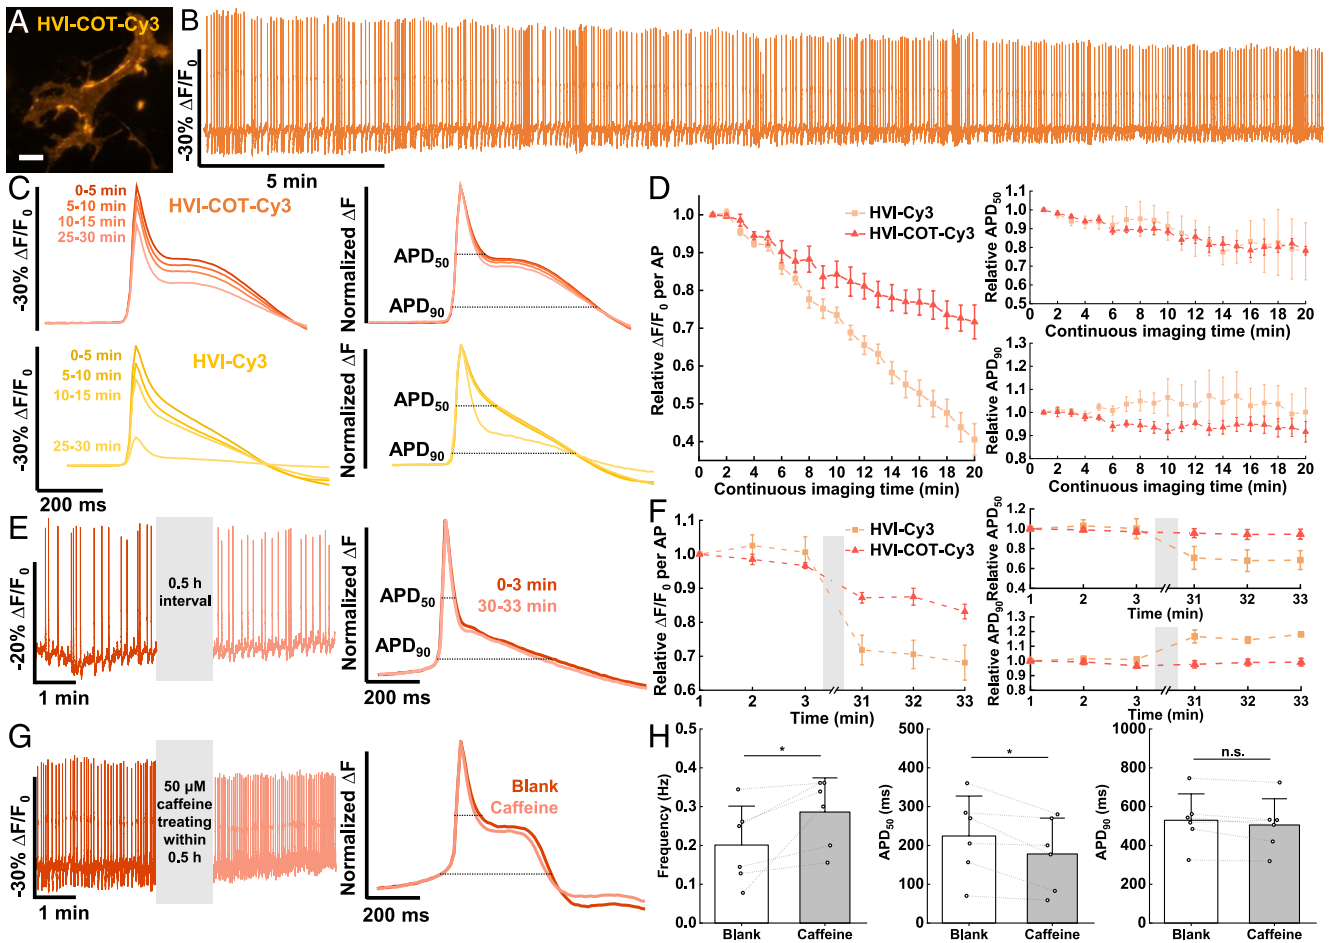 A
HVI-COT-Cy3
B
-30% ΔF/F0
5 min
C
-30% ΔF/F0
0-5 min
5-10 min
10-15 min
25-30 min
HVI-COT-Cy3
Normalized ΔF
APD50
APD90
-30% ΔF/F0
0-5 min
5-10 min
10-15 min
25-30 min
HVI-Cy3
200 ms
Normalized ΔF
APD50
APD90
D
Relative ΔF/F0 per AP
1.0
0.9
0.8
0.7
0.6
0.5
0.4
HVI-Cy3
HVI-COT-Cy3
0 2 4 6 8 10 12 14 16 18 20
Continuous imaging time (min)
Relative APD50
1.1
1.0
0.9
0.8
0.7
0.6
0.5
0 2 4 6 8 10 12 14 16 18 20
Continuous imaging time (min)
Relative APD90
1.3
1.2
1.1
1.0
0.9
0.8
0 2 4 6 8 10 12 14 16 18 20
Continuous imaging time (min)
E
-20% ΔF/F0
0.5 h
interval
1 min
Normalized ΔF
APD50
APD90
0-3 min
30-33 min
200 ms
F
Relative ΔF/F0 per AP
1.1
1.0
0.9
0.8
0.7
0.6
HVI-Cy3
HVI-COT-Cy3
1 2 3 31 32 33
Time (min)
Relative APD50
1.2
1.0
0.8
0.6
0.4
1 2 3 31 32 33
Time (min)
Relative APD90
1.3
1.2
1.1
1.0
0.9
0.8
1 2 3 31 32 33
Time (min)
G
-30% ΔF/F0
50 μM
caffeine
treating
within
0.5 h
1 min
Normalized ΔF
Blank
Caffeine
200 ms
H
Frequency (Hz)
0.5
0.4
0.3
0.2
0.1
0.0
*
Blank Caffeine
APD50 (ms)
500
400
300
200
100
0
*
Blank Caffeine
APD90 (ms)
1000
800
600
400
200
0
n.s.
Blank Caffeine